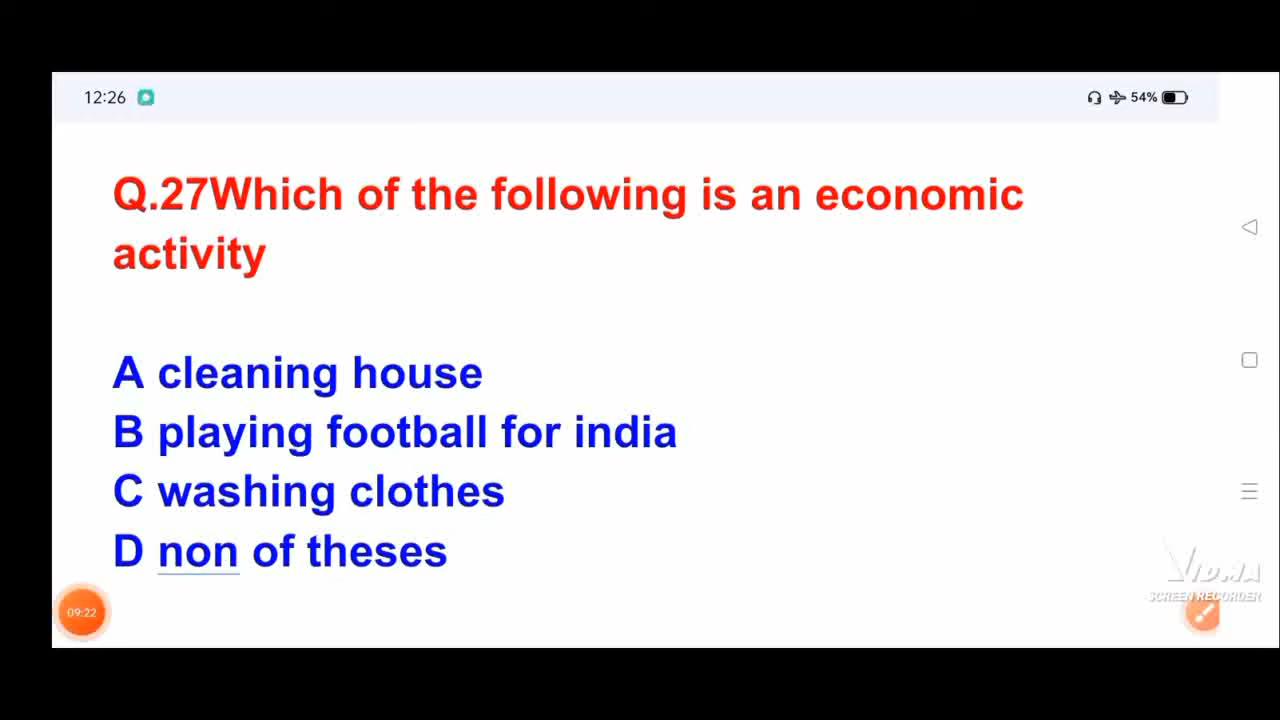 12:26 54%
Q.27Which of the following is an economic
activity
A cleaning house
B playing football for india
C washing clothes
D non of theses
VIDMA
SCREEN RECORDER
09:22